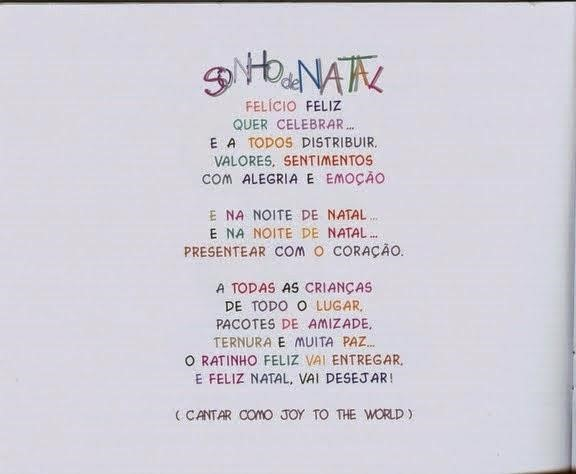 SONHO de NATAL
FELÍCIO FELIZ
QUER CELEBRAR...
E A TODOS DISTRIBUIR.
VALORES, SENTIMENTOS
COM ALEGRIA E EMOÇÃO
E NA NOITE DE NATAL...
E NA NOITE DE NATAL...
PRESENTEAR COM O CORAÇÃO.
A TODAS AS CRIANÇAS
DE TODO O LUGAR,
PACOTES DE AMIZADE,
TERNURA E MUITA PAZ...
O RATINHO FELIZ VAI ENTREGAR,
E FELIZ NATAL, VAI DESEJAR!
( CANTAR COMO JOY TO THE WORLD )